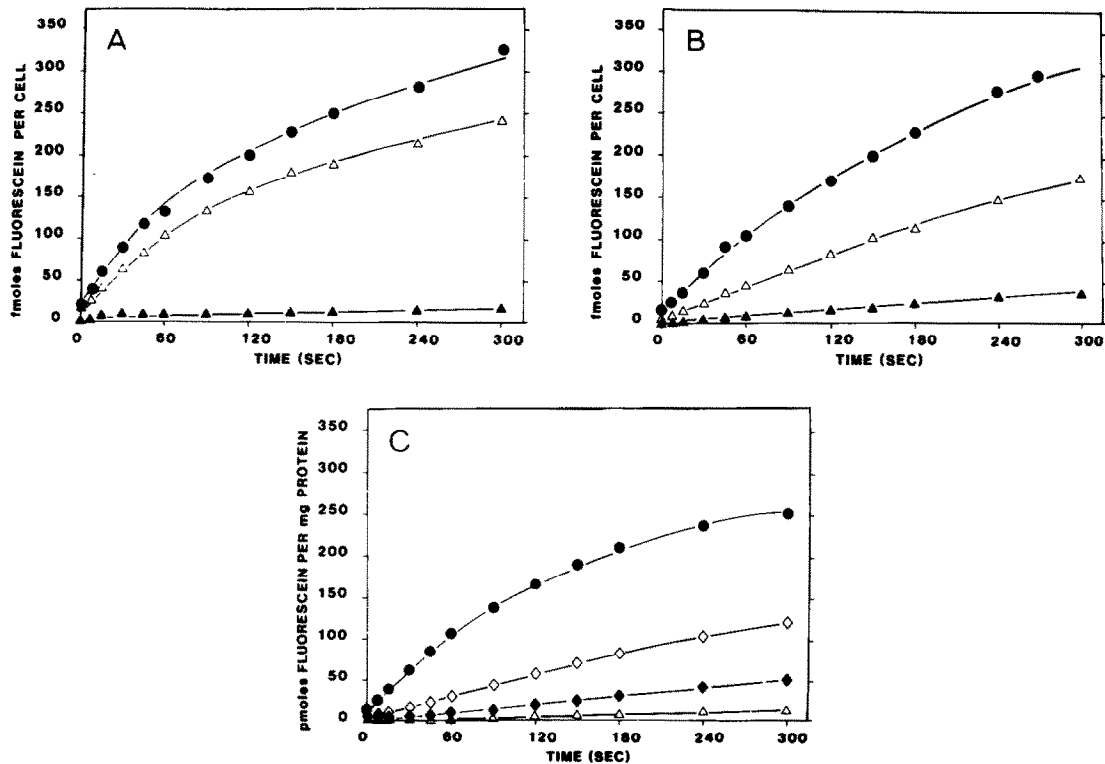 A
350
300
250
200
150
100
50
0
fmoles FLUORESCEIN PER CELL
0 60 120 180 240 300
TIME (SEC)
B
350
300
250
200
150
100
50
0
fmoles FLUORESCEIN PER CELL
0 60 120 180 240 300
TIME (SEC)
C
350
300
250
200
150
100
50
0
pmoles FLUORESCEIN PER mg PROTEIN
0 60 120 180 240 300
TIME (SEC)